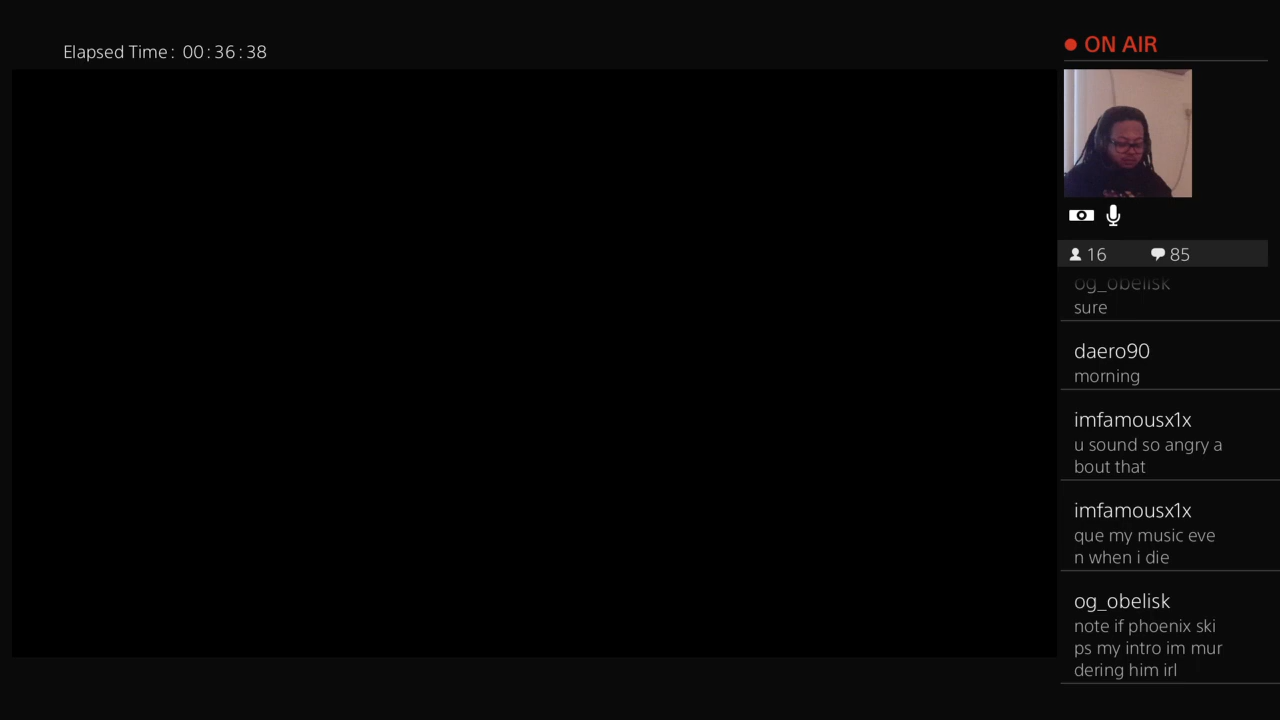 Elapsed Time: 00:36:38
ON AIR
16 85
og_obelisk
sure
daero90
morning
imfamousx1x
u sound so angry a
bout that
imfamousx1x
que my music eve
n when i die
og_obelisk
note if phoenix ski
ps my intro im mur
dering him irl